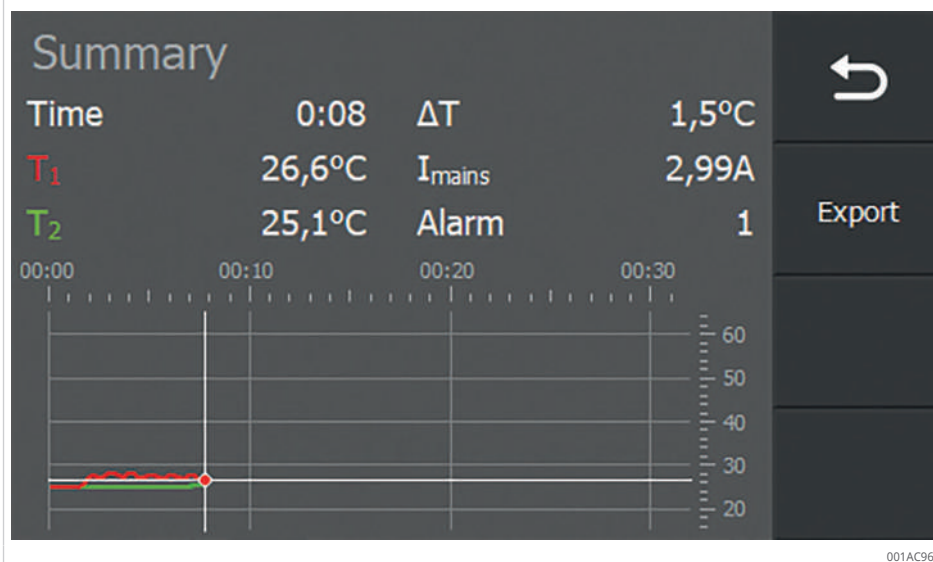 Summary
Time 0:08 ΔT 1,5°C
T1 26,6°C Imains 2,99A
T2 25,1°C Alarm 1
Export
00:00 00:10 00:20 00:30
60
50
40
30
20
001AC96